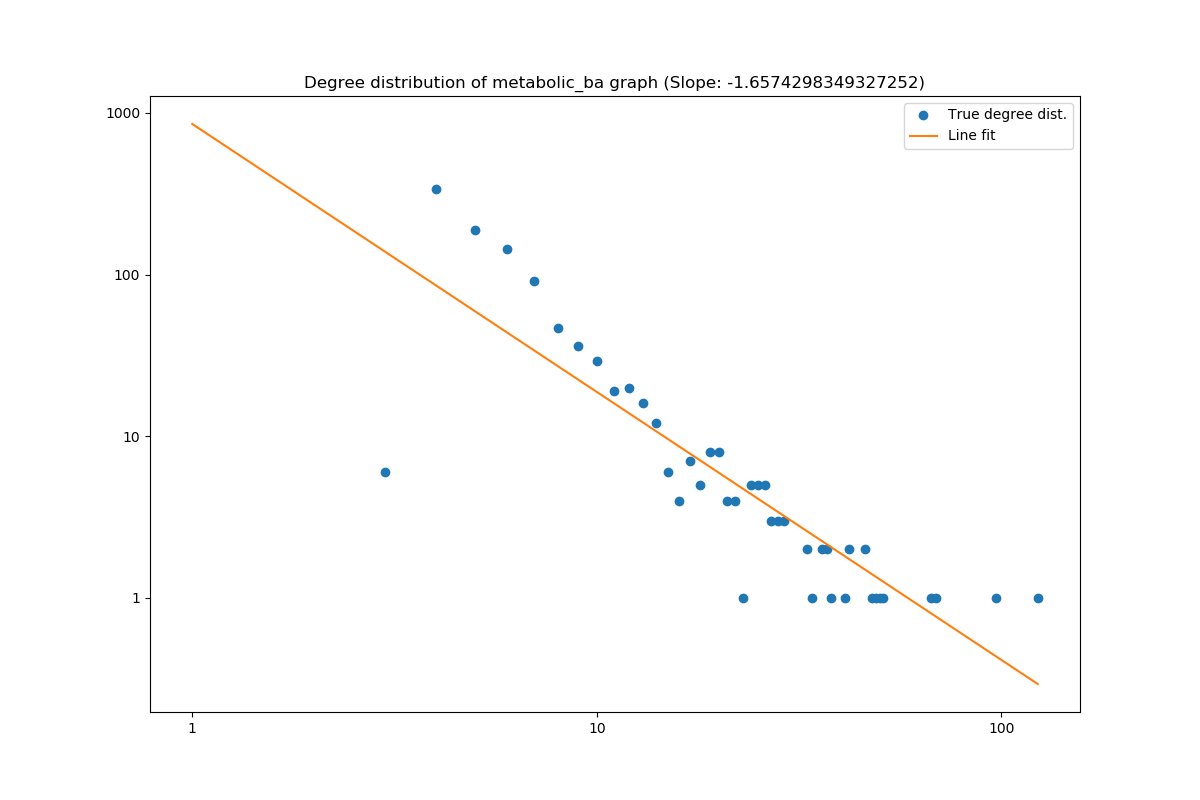 Degree distribution of metabolic_ba graph (Slope: -1.6574298349327252)
True degree dist.
Line fit
1000
100
10
1
1
10
100